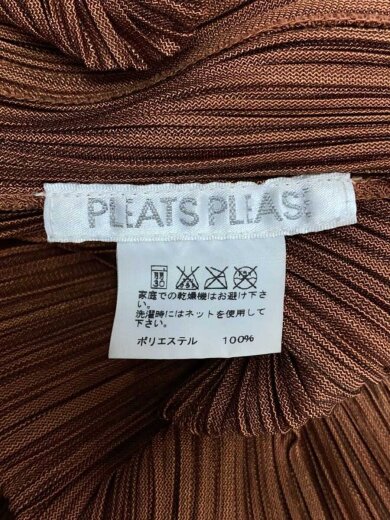 PLEATS PLEASE
30
家庭での乾燥機はお避け下さ
い。
洗濯時にはネットを使用して
下さい。
ポリエステル 100%